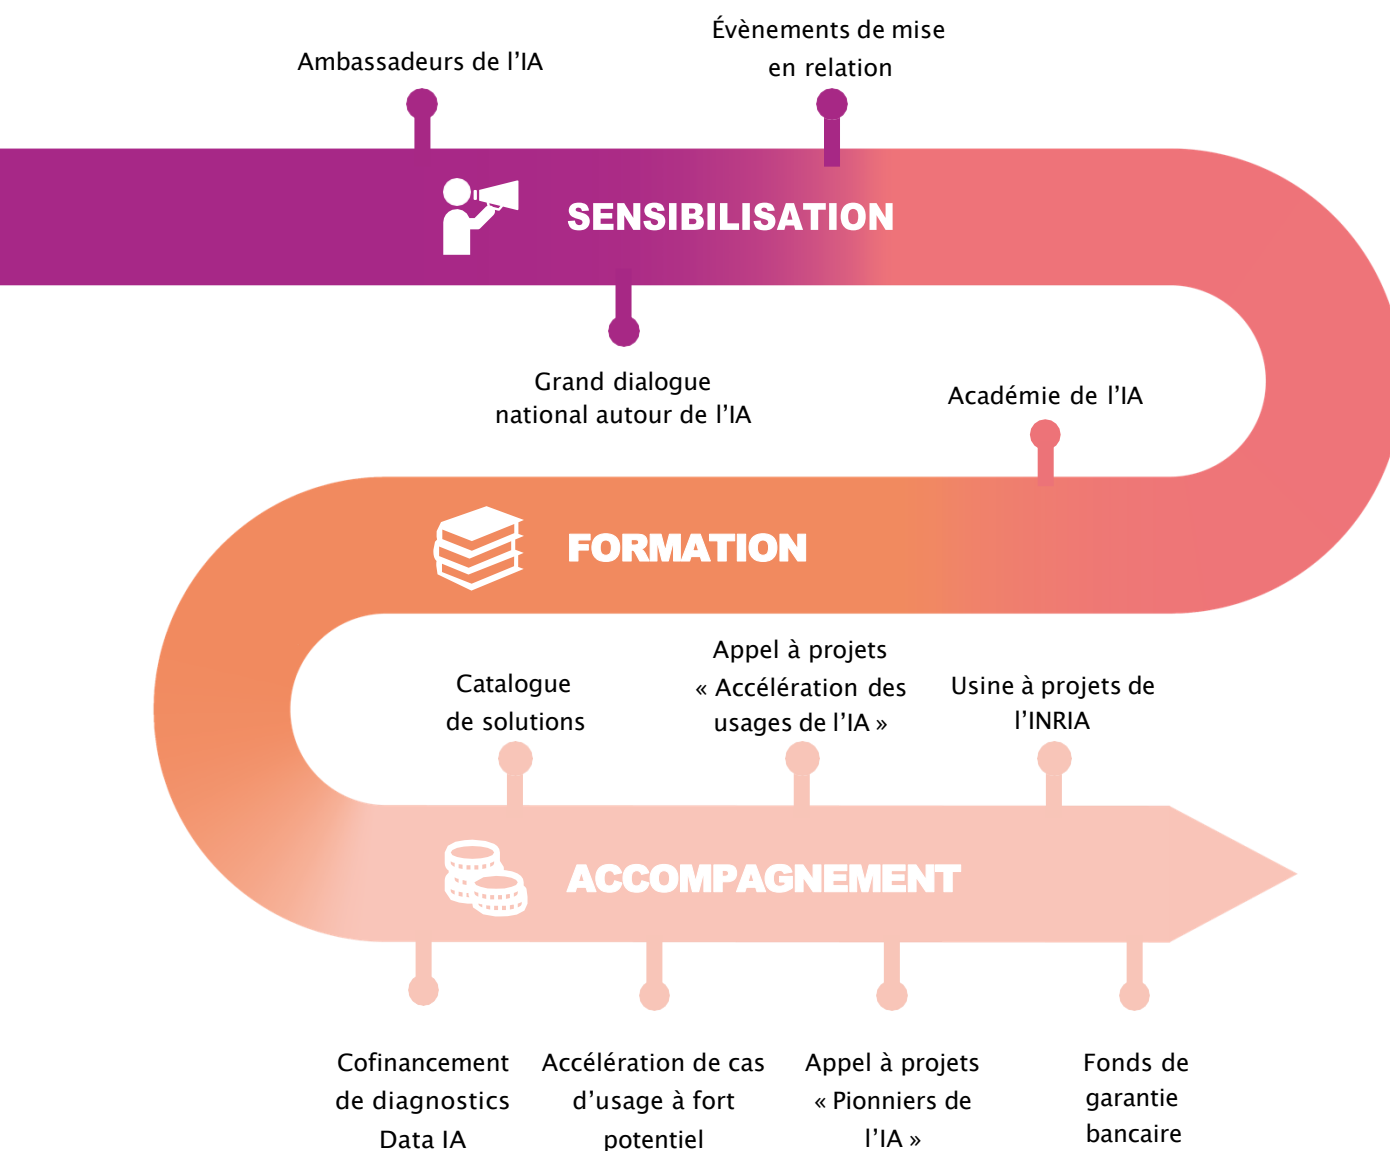 Ambassadeurs de l’IA
Évènements de mise
en relation
SENSIBILISATION
Grand dialogue
national autour de l’IA
Académie de l’IA
FORMATION
Catalogue
de solutions
Appel à projets
« Accélération des
usages de l’IA »
Usine à projets de
l’INRIA
ACCOMPAGNEMENT
Cofinancement
de diagnostics
Data IA
Accélération de cas
d’usage à fort
potentiel
Appel à projets
« Pionniers de
l’IA »
Fonds de
garantie
bancaire